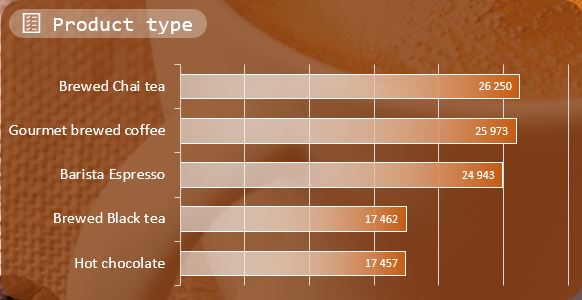 Product type
Brewed Chai tea 26 250
Gourmet brewed coffee 25 973
Barista Espresso 24 943
Brewed Black tea 17 462
Hot chocolate 17 457